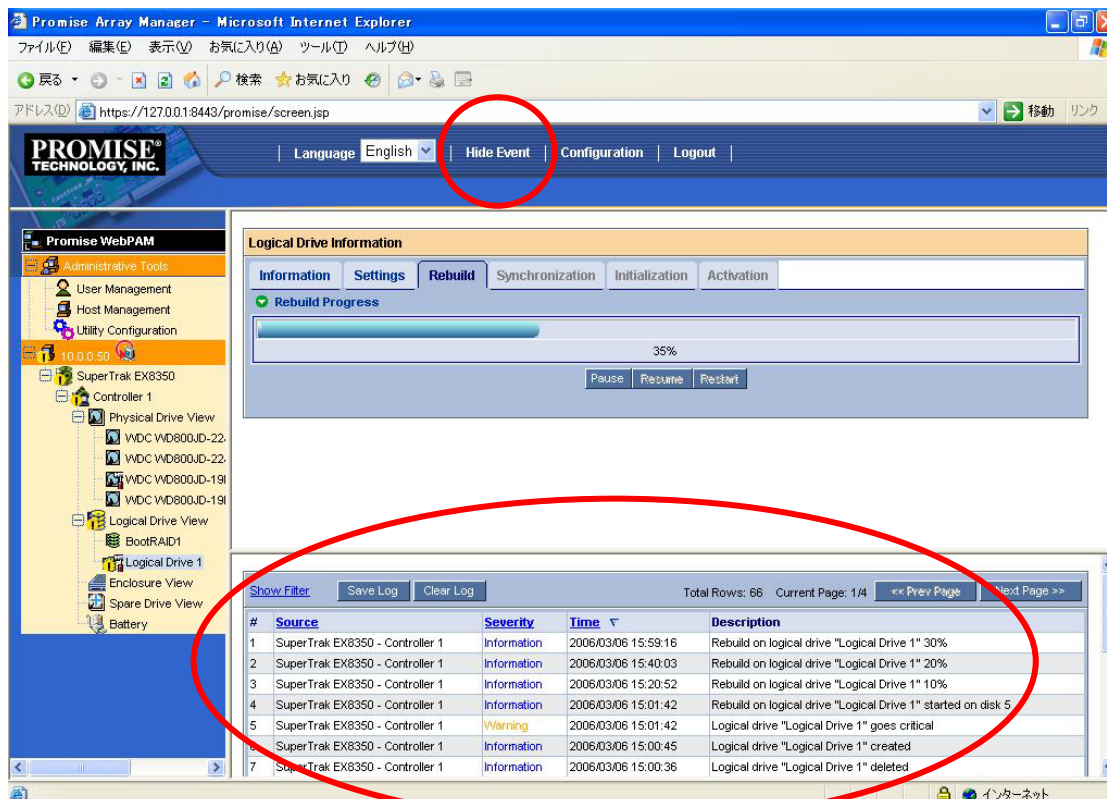 Promise Array Manager - Microsoft Internet Explorer
ファイル(F) 編集(E) 表示(V) お気に入り(A) ツール(T) ヘルプ(H)
戻る 検索 お気に入り
アドレス(D) https://127.0.0.1:8443/promise/screen.jsp 移動 リンク
PROMISE®
TECHNOLOGY, INC.
| Language English | Hide Event | Configuration | Logout |
Promise WebPAM
Administrative Tools
User Management
Host Management
Utility Configuration
10.0.0.50
SuperTrak EX8350
Controller 1
Physical Drive View
WDC WD800JD-22
WDC WD800JD-22
WDC WD800JD-19
WDC WD800JD-19
Logical Drive View
BootRAID1
Logical Drive 1
Enclosure View
Spare Drive View
Battery
Logical Drive Information
Information Settings Rebuild Synchronization Initialization Activation
Rebuild Progress
35%
Pause Resume Restart
Show Filter Save Log Clear Log Total Rows: 66 Current Page: 1/4 << Prev Page Next Page >>
# Source Severity Time Description
1 SuperTrak EX8350 - Controller 1 Information 2006/03/06 15:59:16 Rebuild on logical drive "Logical Drive 1" 30%
2 SuperTrak EX8350 - Controller 1 Information 2006/03/06 15:40:03 Rebuild on logical drive "Logical Drive 1" 20%
3 SuperTrak EX8350 - Controller 1 Information 2006/03/06 15:20:52 Rebuild on logical drive "Logical Drive 1" 10%
4 SuperTrak EX8350 - Controller 1 Information 2006/03/06 15:01:42 Rebuild on logical drive "Logical Drive 1" started on disk 5
5 SuperTrak EX8350 - Controller 1 Warning 2006/03/06 15:01:42 Logical drive "Logical Drive 1" goes critical
6 SuperTrak EX8350 - Controller 1 Information 2006/03/06 15:00:45 Logical drive "Logical Drive 1" created
7 SuperTrak EX8350 - Controller 1 Information 2006/03/06 15:00:36 Logical drive "Logical Drive 1" deleted
インターネット